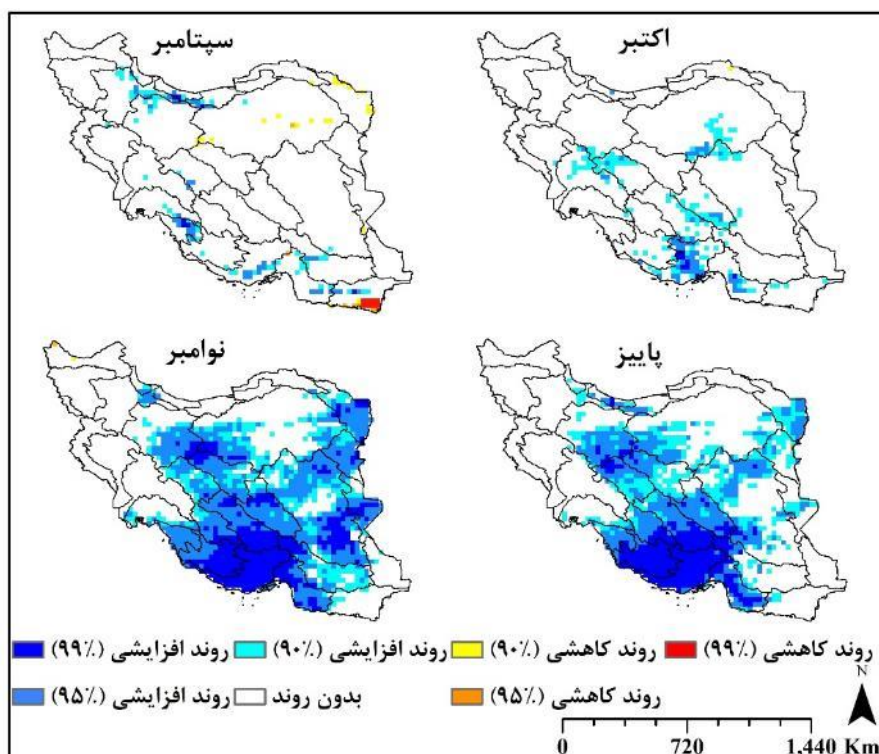 سپتامبر
اکتبر
نوامبر
پاییز
روند کاهشی (۹۹٪)
روند کاهشی (۹۰٪)
روند افزایشی (۹۰٪)
روند افزایشی (۹۹٪)
روند کاهشی (۹۵٪)
بدون روند
روند افزایشی (۹۵٪)
N
0 720 1,440 Km